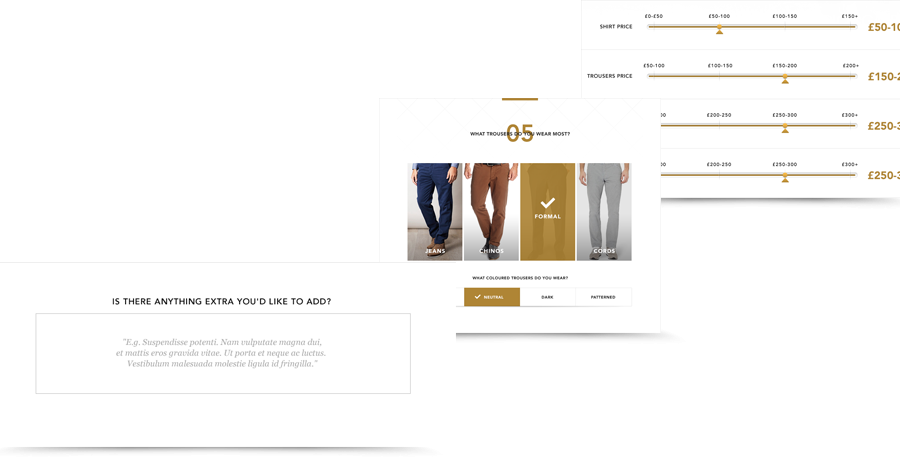 £0-£50 £50-100 £100-150 £150+
SHIRT PRICE
£50-10
£50-100 £100-150 £150-200 £200+
TROUSERS PRICE
£150-2
£200-250 £250-300 £300+
£250-3
£200-250 £250-300 £300+
£250-3
05
WHAT TROUSERS DO YOU WEAR MOST?
FORMAL
JEANS CHINOS CORDS
WHAT COLOURED TROUSERS DO YOU WEAR?
NEUTRAL DARK PATTERNED
IS THERE ANYTHING EXTRA YOU'D LIKE TO ADD?
"E.g. Suspendisse potenti. Nam vulputate magna dui,
et mattis eros gravida vitae. Ut porta et neque ac luctus.
Vestibulum malesuada molestie ligula id fringilla."